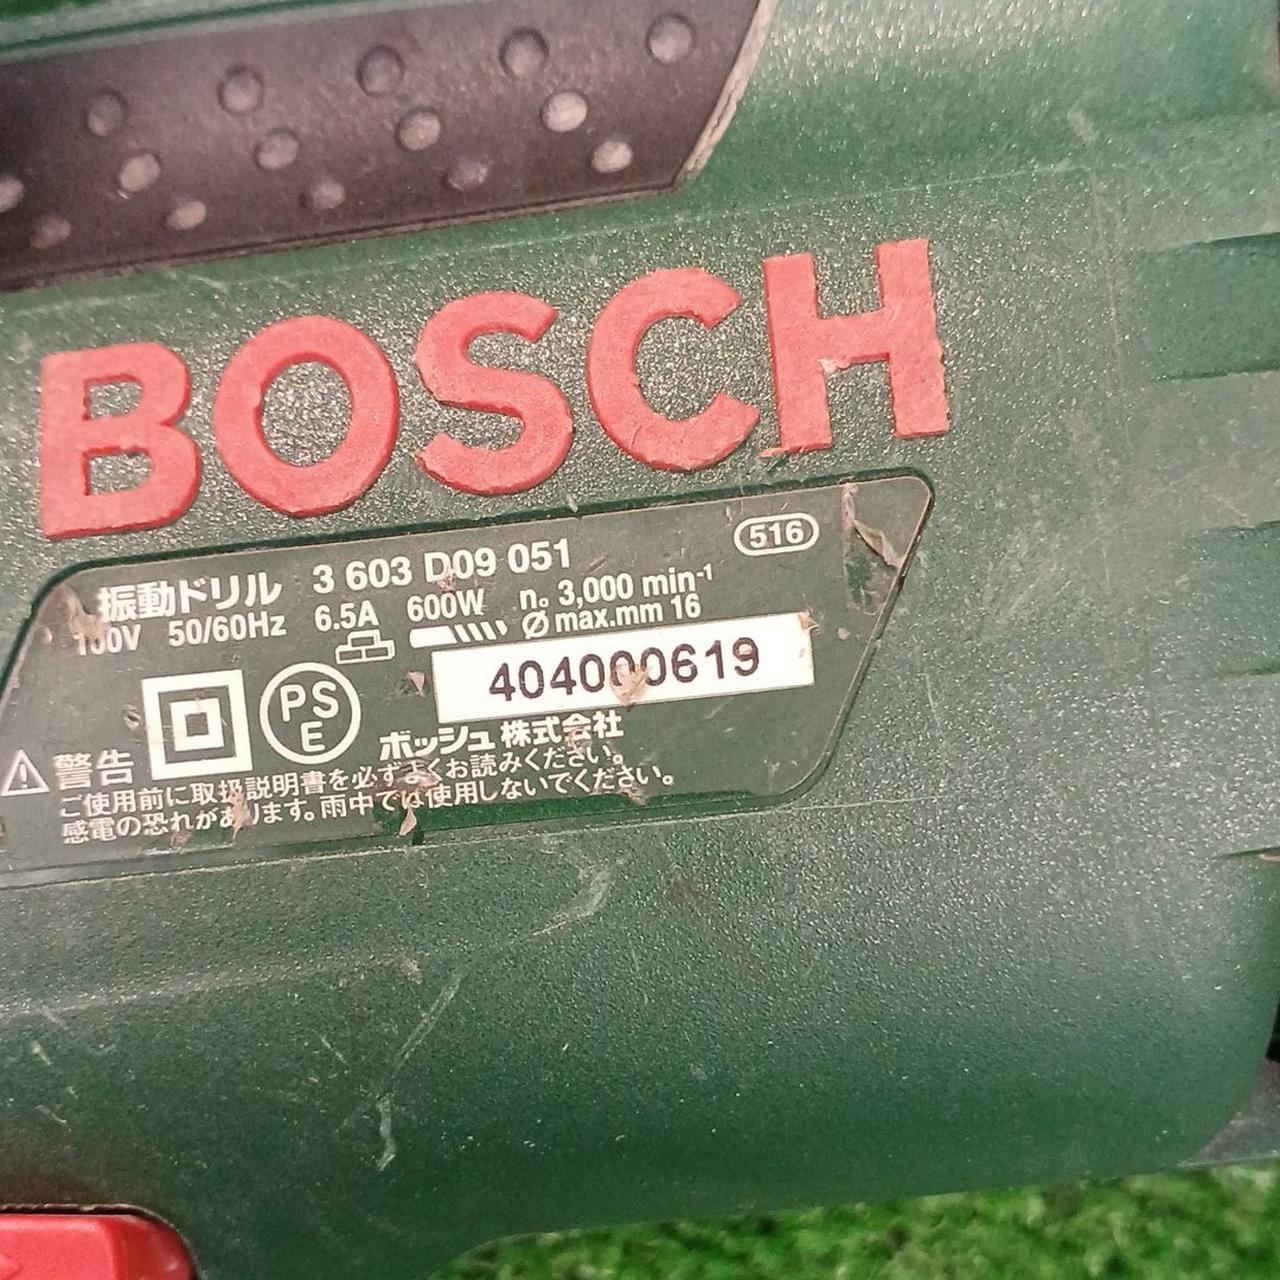 BOSCH
516
振動ドリル 3 603 D09 051
100V 50/60Hz 6.5A 600W n₀ 3,000 min⁻¹
Ø max.mm 16
404000619
PS
E
ボッシュ株式会社
警告
ご使用前に取扱説明書を必ずよくお読みください。
感電の恐れがあります。雨中では使用しないでください。